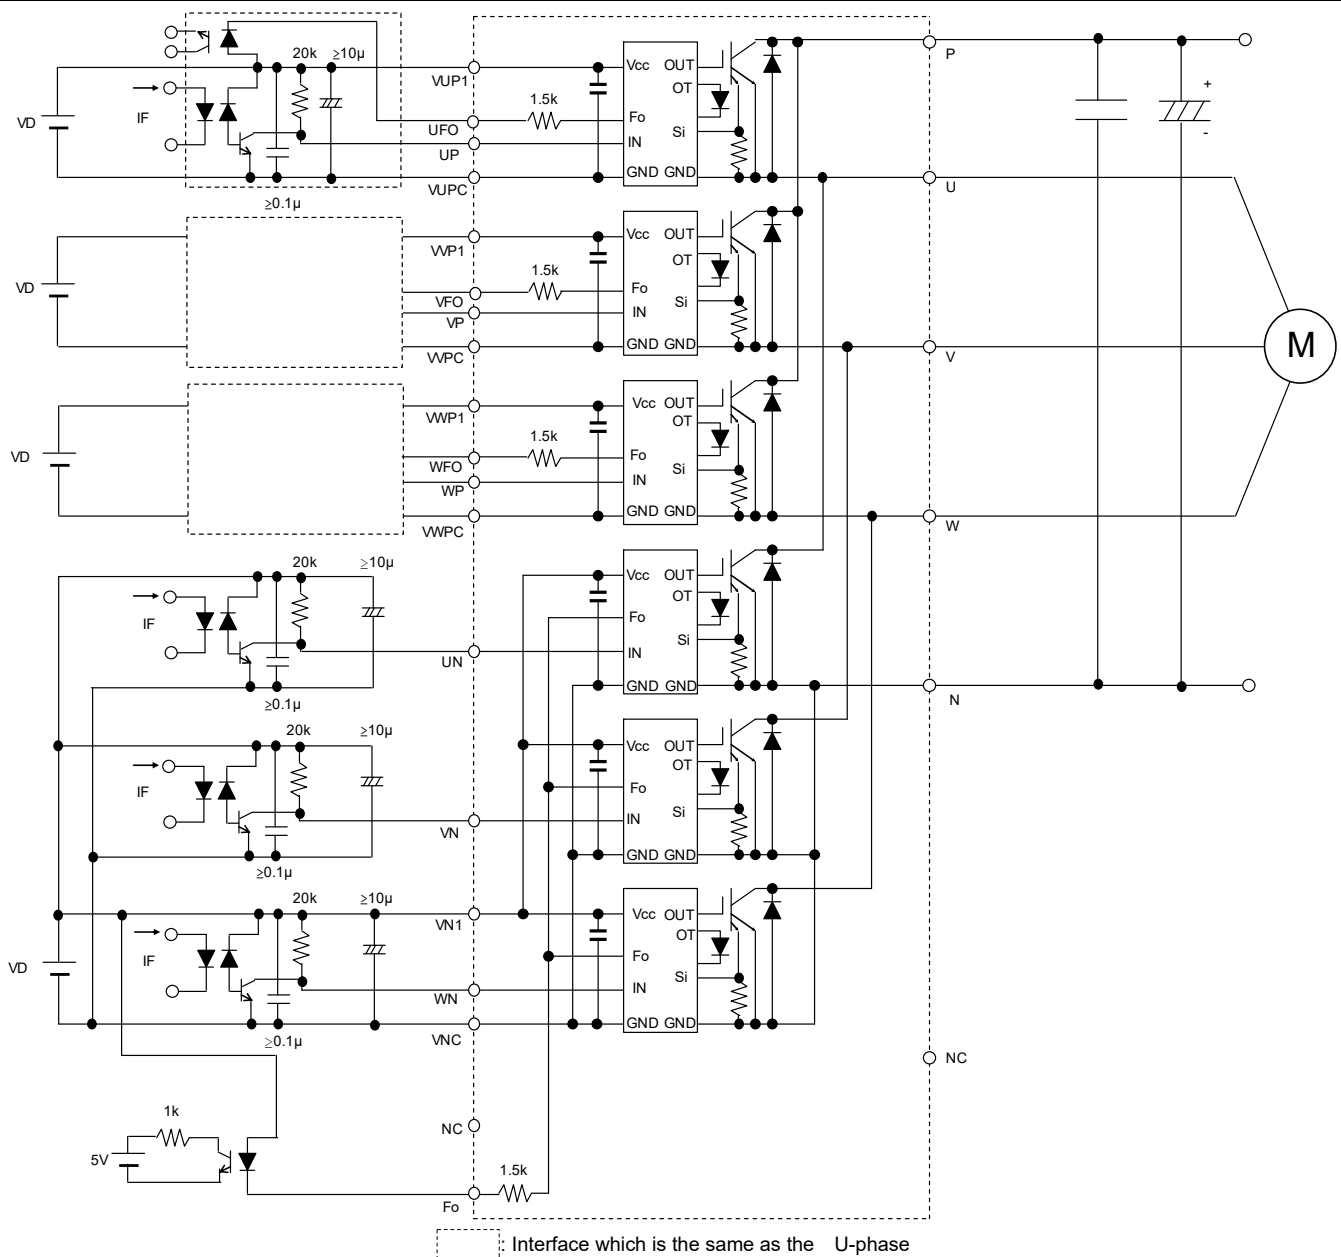 20k ≥10μ
VD
IF
≥0.1μ
VUP1
UFO
UP
VUPC
1.5k
Vcc OUT
OT
Fo
Si
IN
GND GND
P
+
-
U
VD
VVP1
VFO
VP
VVPC
1.5k
Vcc OUT
OT
Fo
Si
IN
GND GND
V
M
VD
VWP1
WFO
WP
VWPC
1.5k
Vcc OUT
OT
Fo
Si
IN
GND GND
W
20k ≥10μ
IF
≥0.1μ
UN
Vcc OUT
OT
Fo
Si
IN
GND GND
N
20k ≥10μ
IF
≥0.1μ
VN
Vcc OUT
OT
Fo
Si
IN
GND GND
20k ≥10μ
VD
IF
≥0.1μ
VN1
WN
VNC
Vcc OUT
OT
Fo
Si
IN
GND GND
NC
1k
5V
NC
1.5k
Fo
: Interface which is the same as the U-phase